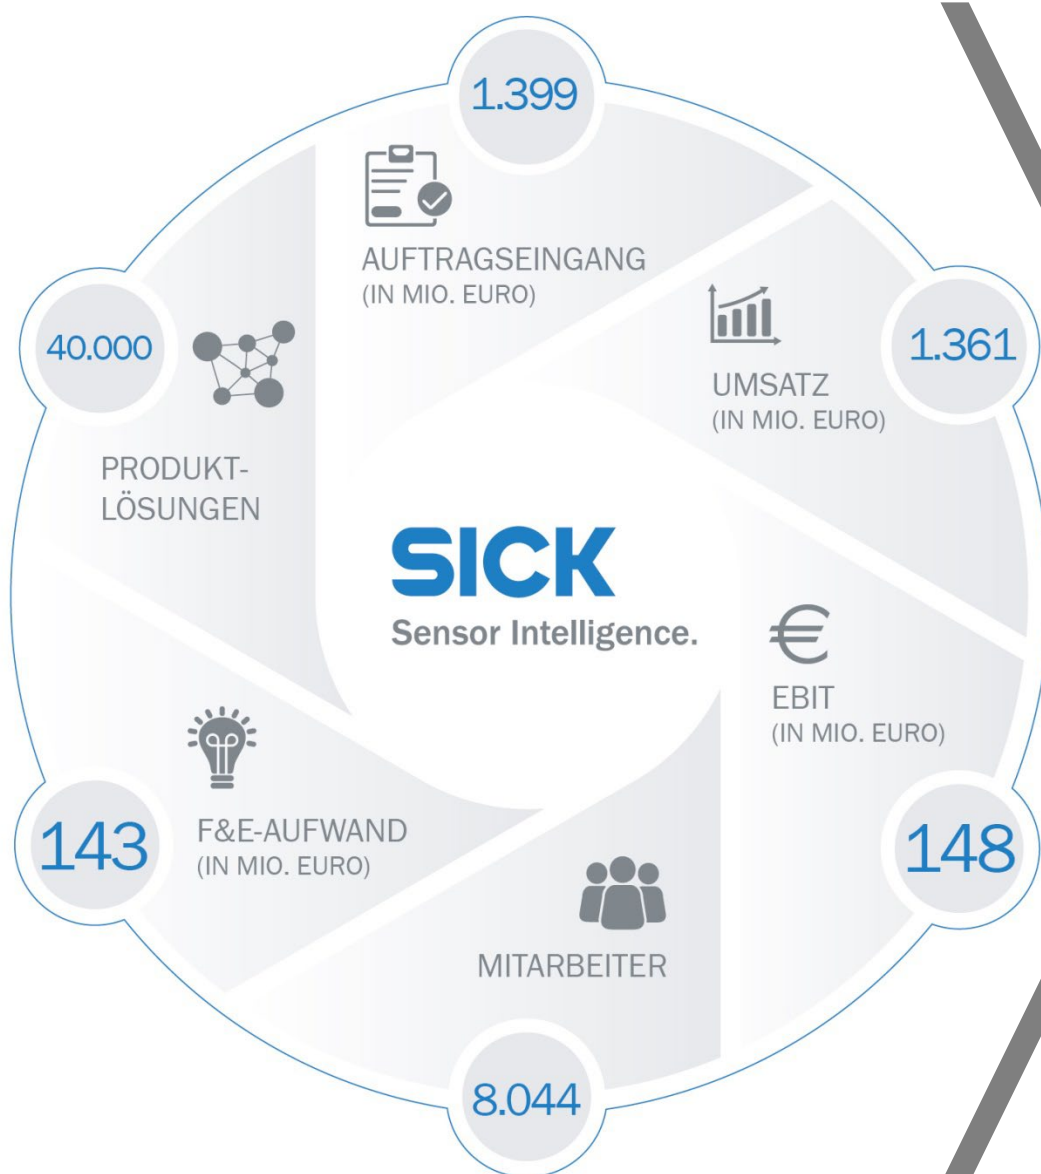 1.399
AUFTRAGSEINGANG
(IN MIO. EURO)
1.361
UMSATZ
(IN MIO. EURO)
40.000
PRODUKT-
LÖSUNGEN
SICK
Sensor Intelligence.
EBIT
(IN MIO. EURO)
148
143
F&E-AUFWAND
(IN MIO. EURO)
MITARBEITER
8.044